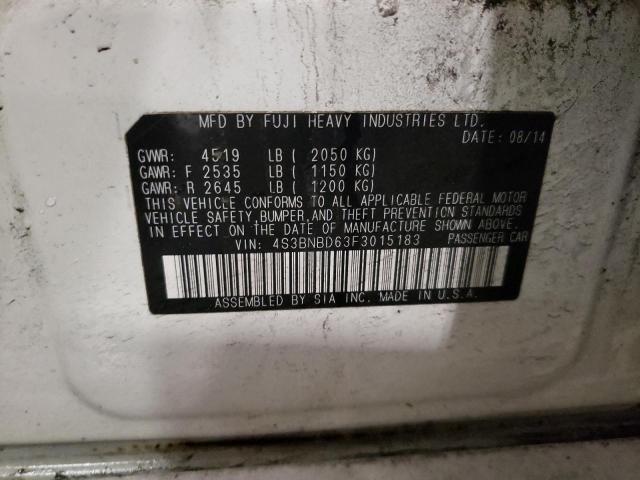 MFD BY FUJI HEAVY INDUSTRIES LTD.
DATE: 08/14
GVWR: 4519 LB ( 2050 KG)
GAWR: F 2535 LB ( 1150 KG)
GAWR: R 2645 LB ( 1200 KG)
THIS VEHICLE CONFORMS TO ALL APPLICABLE FEDERAL MOTOR
VEHICLE SAFETY, BUMPER, AND THEFT PREVENTION STANDARDS
IN EFFECT ON THE DATE OF MANUFACTURE SHOWN ABOVE.
VIN: 4S3BNBD63F3015183 PASSENGER CAR
ASSEMBLED BY SIA INC. MADE IN U.S.A.